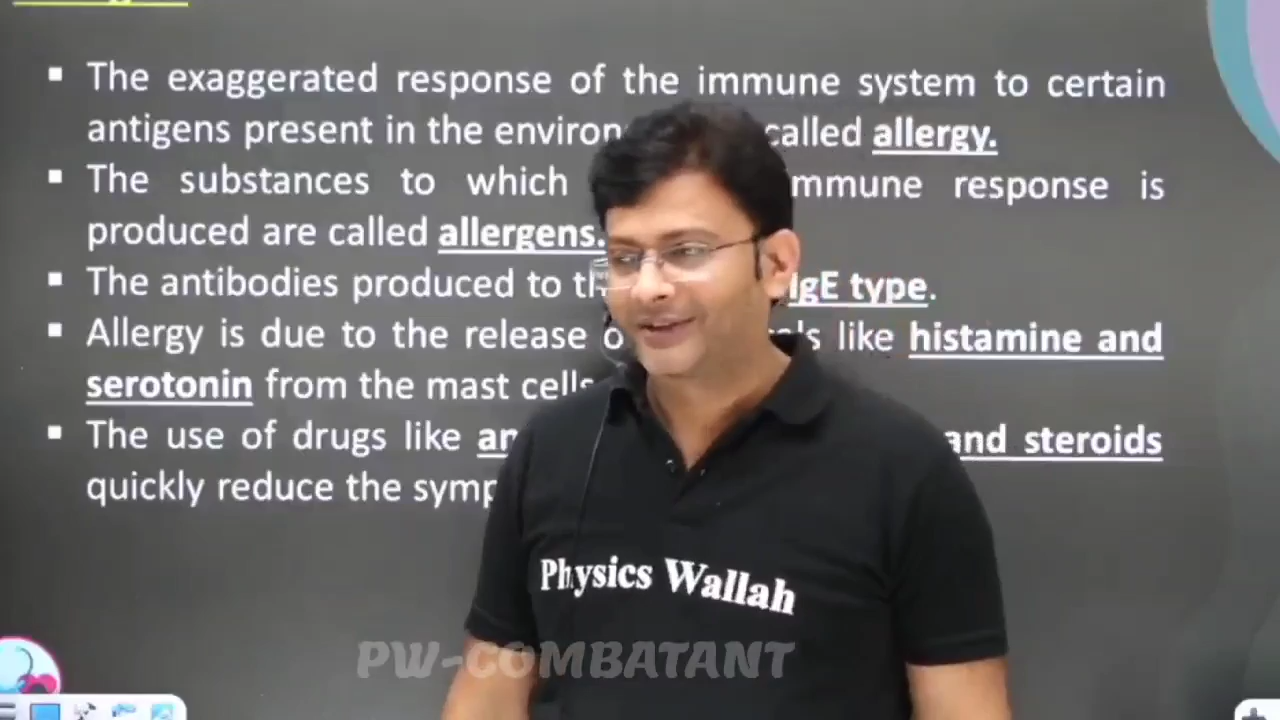 The exaggerated response of the immune system to certain
antigens present in the environ called allergy.
The substances to which mmune response is
produced are called allergens.
The antibodies produced to th IgE type.
Allergy is due to the release o ls like histamine and
serotonin from the mast cells
The use of drugs like an and steroids
quickly reduce the symp
Physics Wallah
PW-COMBATANT